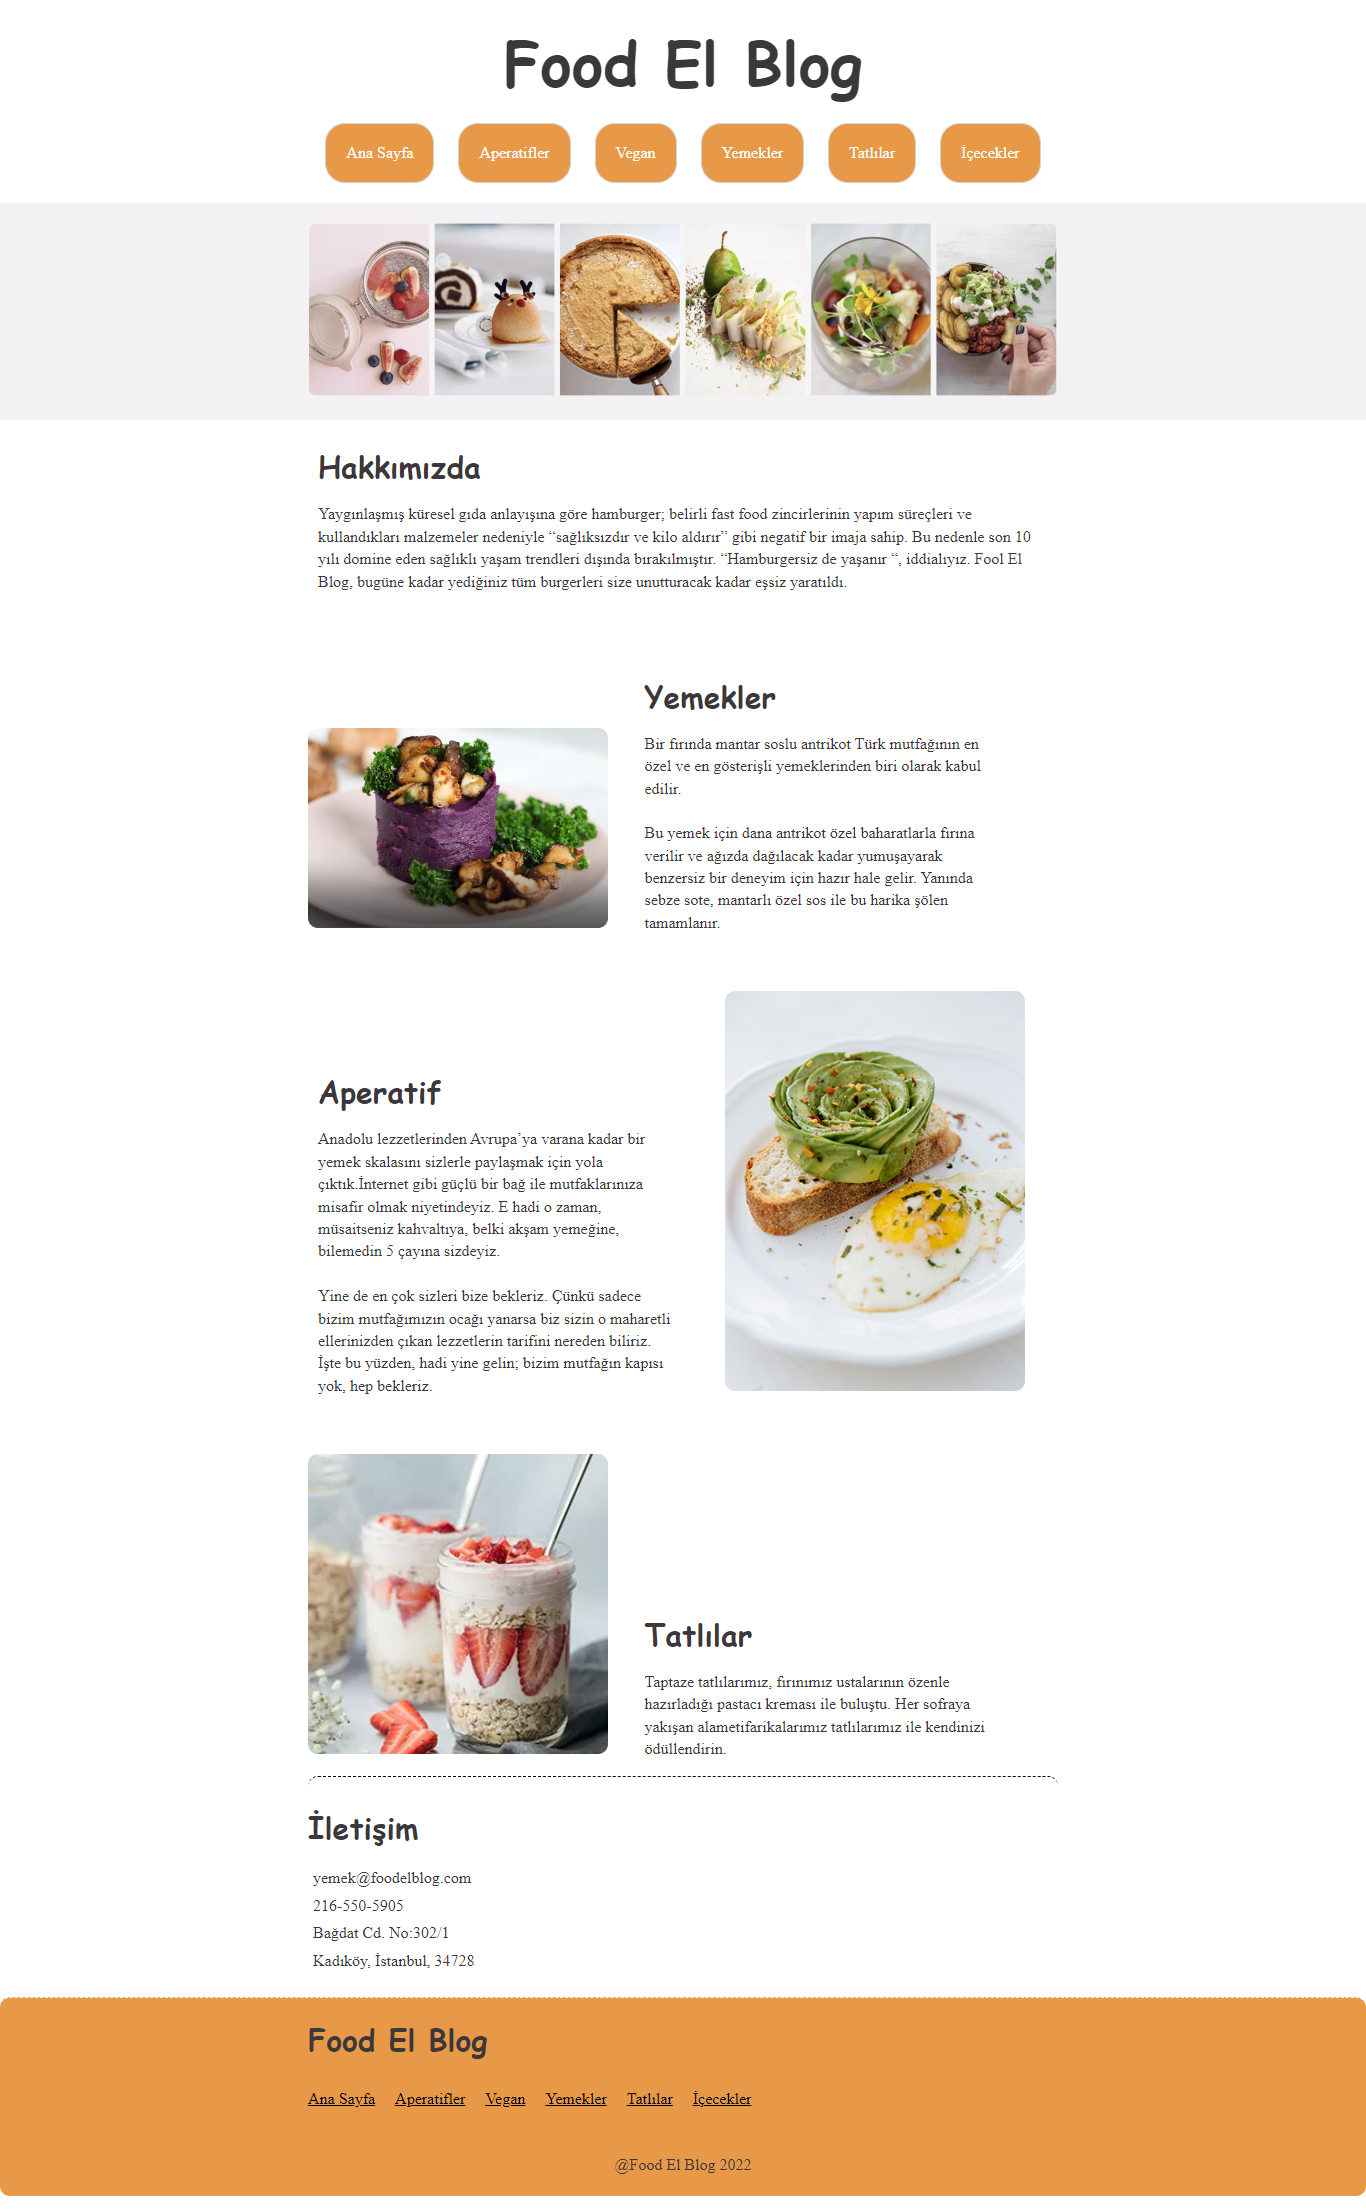 Food El Blog
Ana Sayfa
Aperatifler
Vegan
Yemekler
Tatlılar
İçecekler
Hakkımızda
Yaygınlaşmış küresel gıda anlayışına göre hamburger; belirli fast food zincirlerinin yapım süreçleri ve
kullandıkları malzemeler nedeniyle “sağlıksızdır ve kilo aldırır” gibi negatif bir imaja sahip. Bu nedenle son 10
yılı domine eden sağlıklı yaşam trendleri dışında bırakılmıştır. “Hamburgersiz de yaşanır “, iddialıyız. Fool El
Blog, bugüne kadar yediğiniz tüm burgerleri size unutturacak kadar eşsiz yaratıldı.
Yemekler
Bir fırında mantar soslu antrikot Türk mutfağının en
özel ve en gösterişli yemeklerinden biri olarak kabul
edilir.
Bu yemek için dana antrikot özel baharatlarla fırına
verilir ve ağızda dağılacak kadar yumuşayarak
benzersiz bir deneyim için hazır hale gelir. Yanında
sebze sote, mantarlı özel sos ile bu harika şölen
tamamlanır.
Aperatif
Anadolu lezzetlerinden Avrupa’ya varana kadar bir
yemek skalasını sizlerle paylaşmak için yola
çıktık.İnternet gibi güçlü bir bağ ile mutfaklarınıza
misafir olmak niyetindeyiz. E hadi o zaman,
müsaitseniz kahvaltıya, belki akşam yemeğine,
bilemedin 5 çayına sizdeyiz.
Yine de en çok sizleri bize bekleriz. Çünkü sadece
bizim mutfağımızın ocağı yanarsa biz sizin o maharetli
ellerinizden çıkan lezzetlerin tarifini nereden biliriz.
İşte bu yüzden, hadi yine gelin; bizim mutfağın kapısı
yok, hep bekleriz.
Tatlılar
Taptaze tatlılarımız, fırınımız ustalarının özenle
hazırladığı pastacı kreması ile buluştu. Her sofraya
yakışan alametifarikalarımız tatlılarımız ile kendinizi
ödüllendirin.
İletişim
yemek@foodelblog.com
216-550-5905
Bağdat Cd. No:302/1
Kadıköy, İstanbul, 34728
Food El Blog
Ana Sayfa Aperatifler Vegan Yemekler Tatlılar İçecekler
@Food El Blog 2022